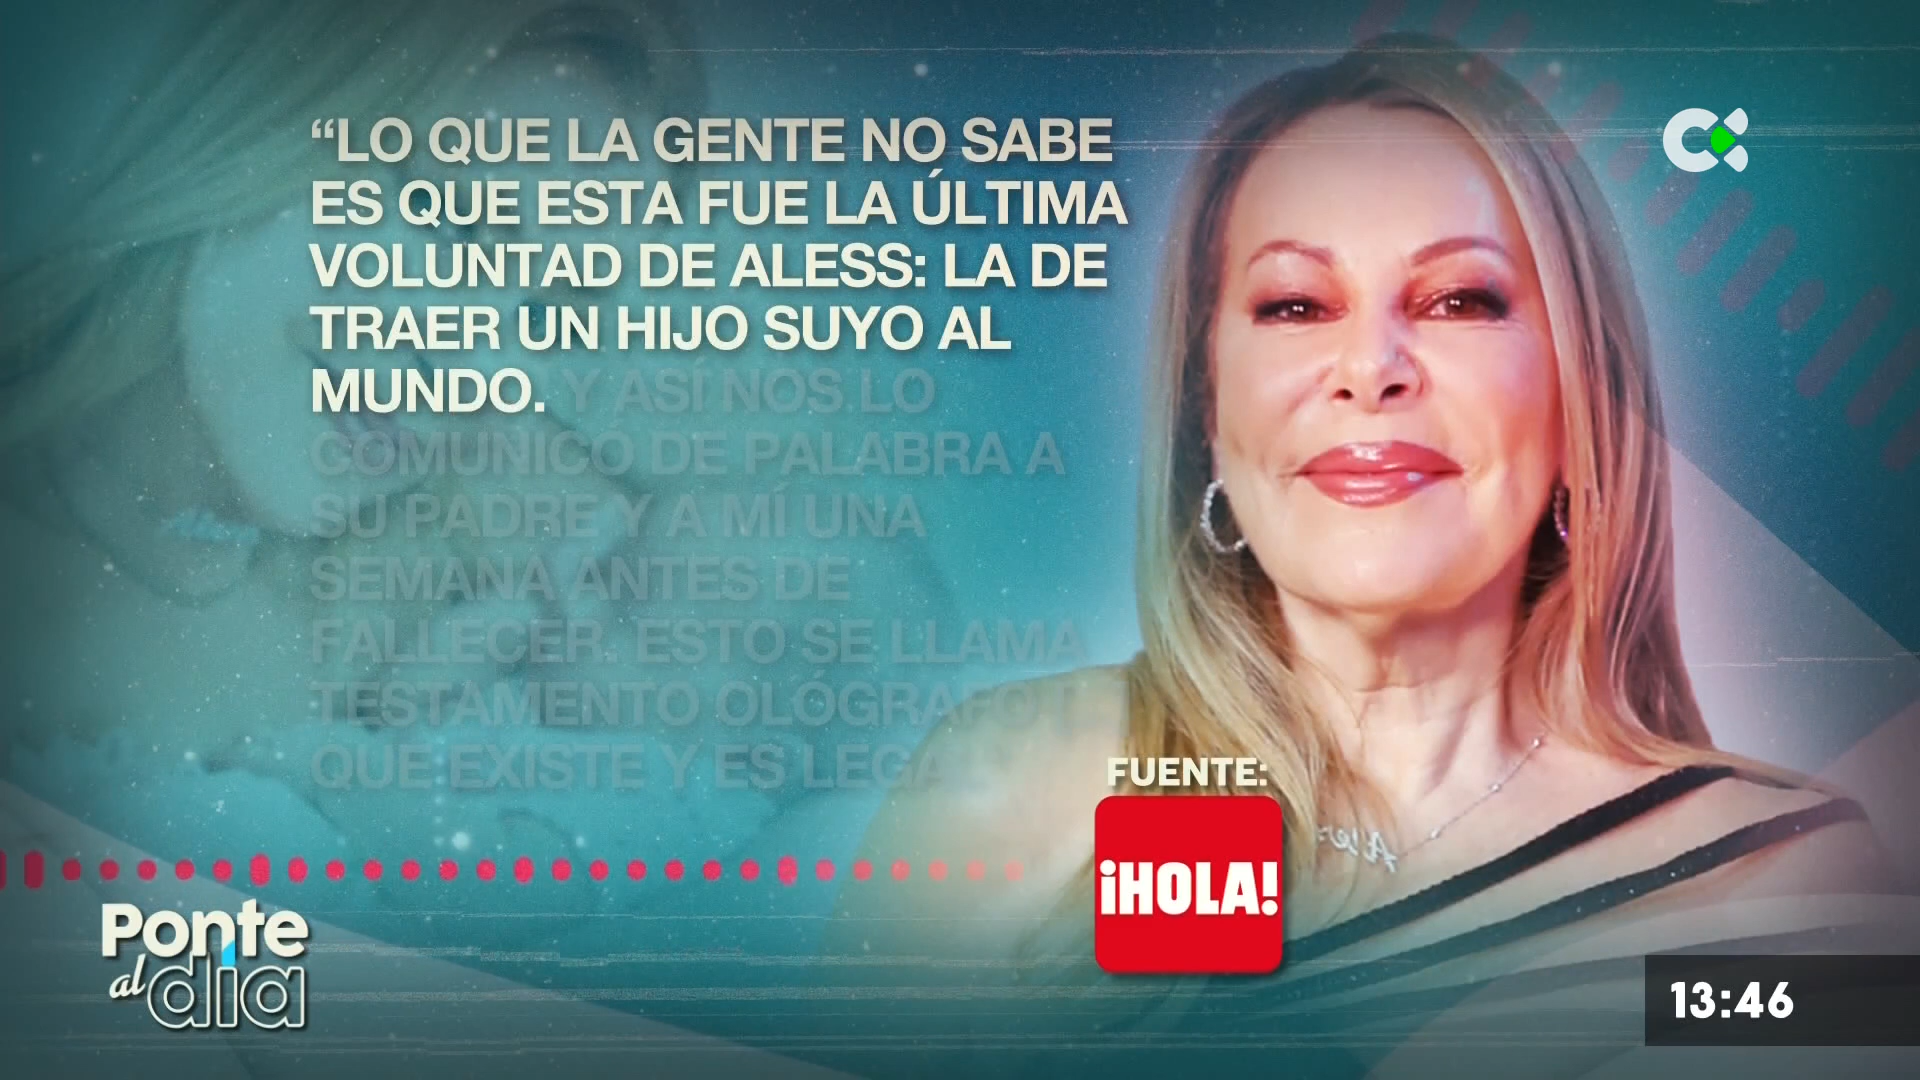 “LO QUE LA GENTE NO SABE
ES QUE ESTA FUE LA ÚLTIMA
VOLUNTAD DE ALESS: LA DE
TRAER UN HIJO SUYO AL
MUNDO. Y ASÍ NOS LO
COMUNICÓ DE PALABRA A
SU PADRE Y A MÍ UNA
SEMANA ANTES DE
FALLECER. ESTO SE LLAMA
TESTAMENTO OLÓGRAFO
QUE EXISTE Y ES LEGAL
FUENTE:
¡HOLA!
Ponte
al día
13:46